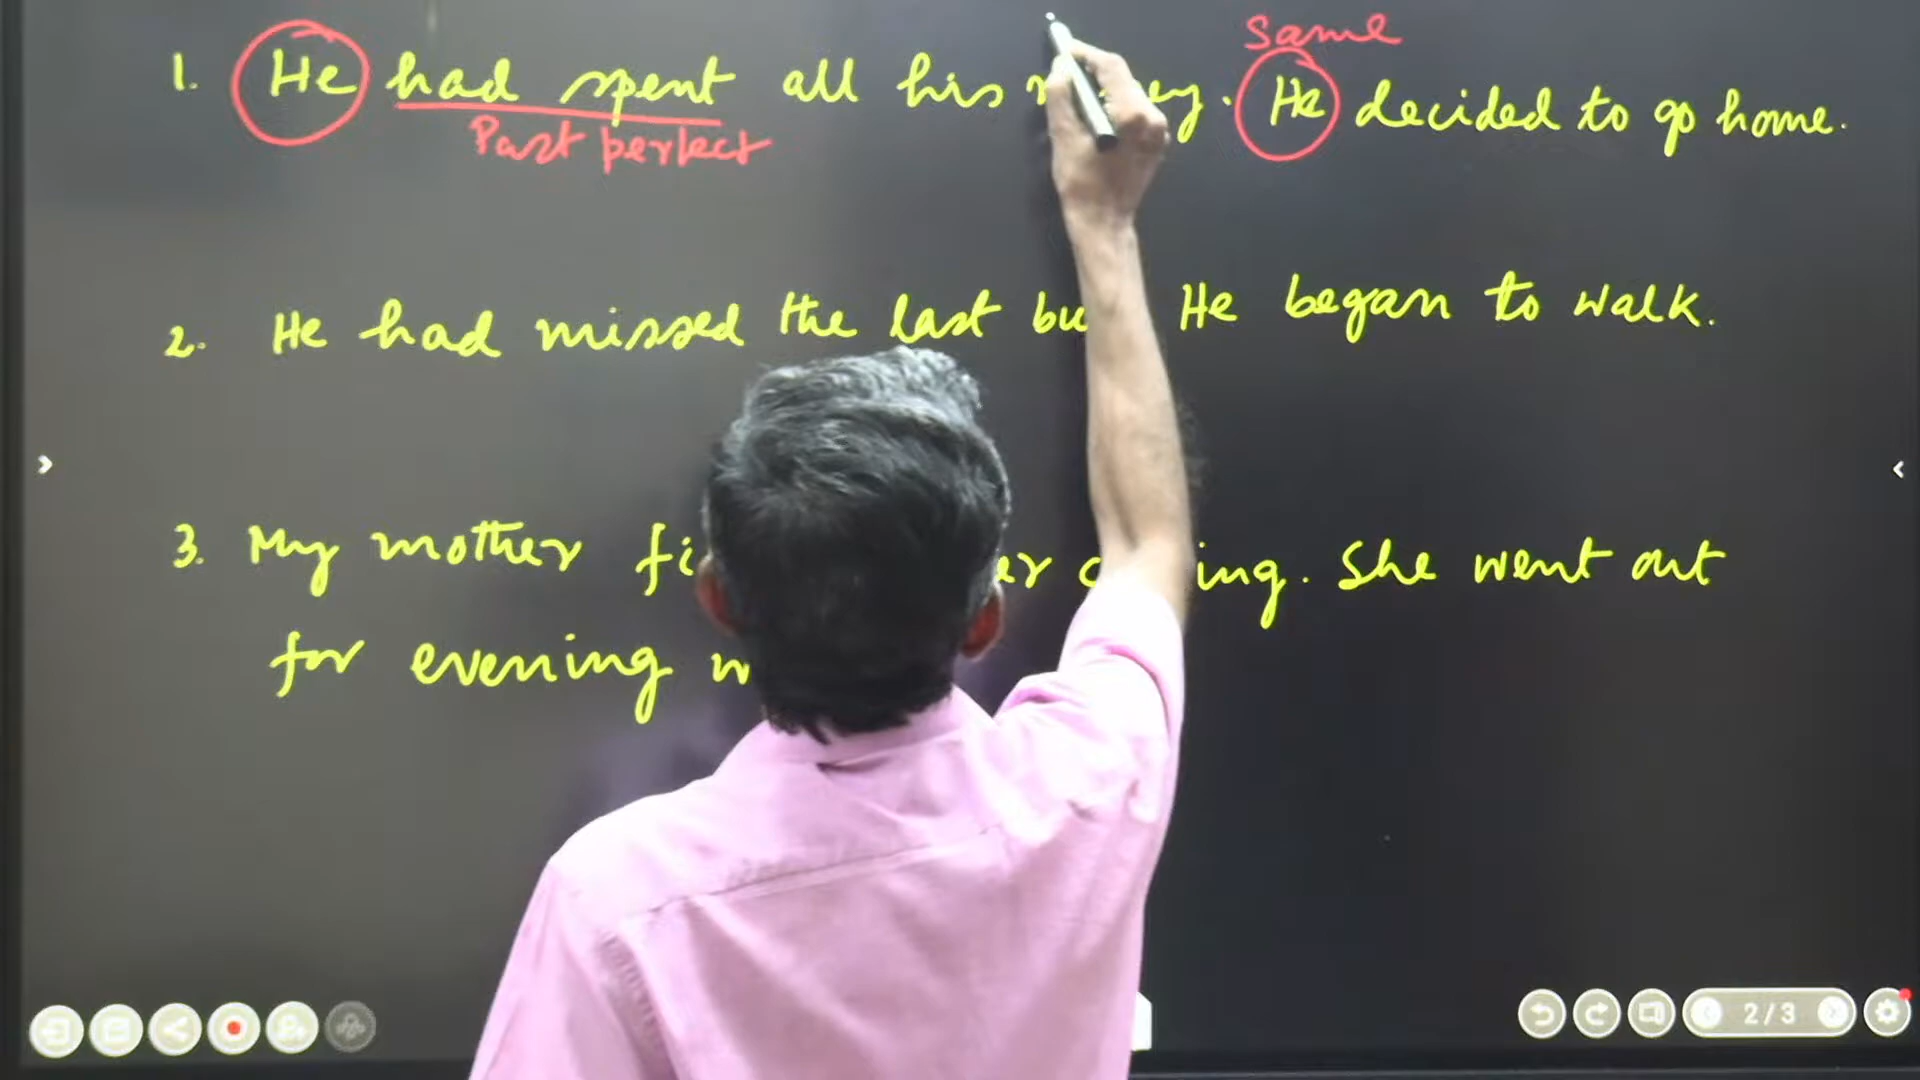 same
1. He had spent all his He decided to go home.
Past perfect
2. He had missed the last He began to walk.
3. My mother She went out
for evening
2/3